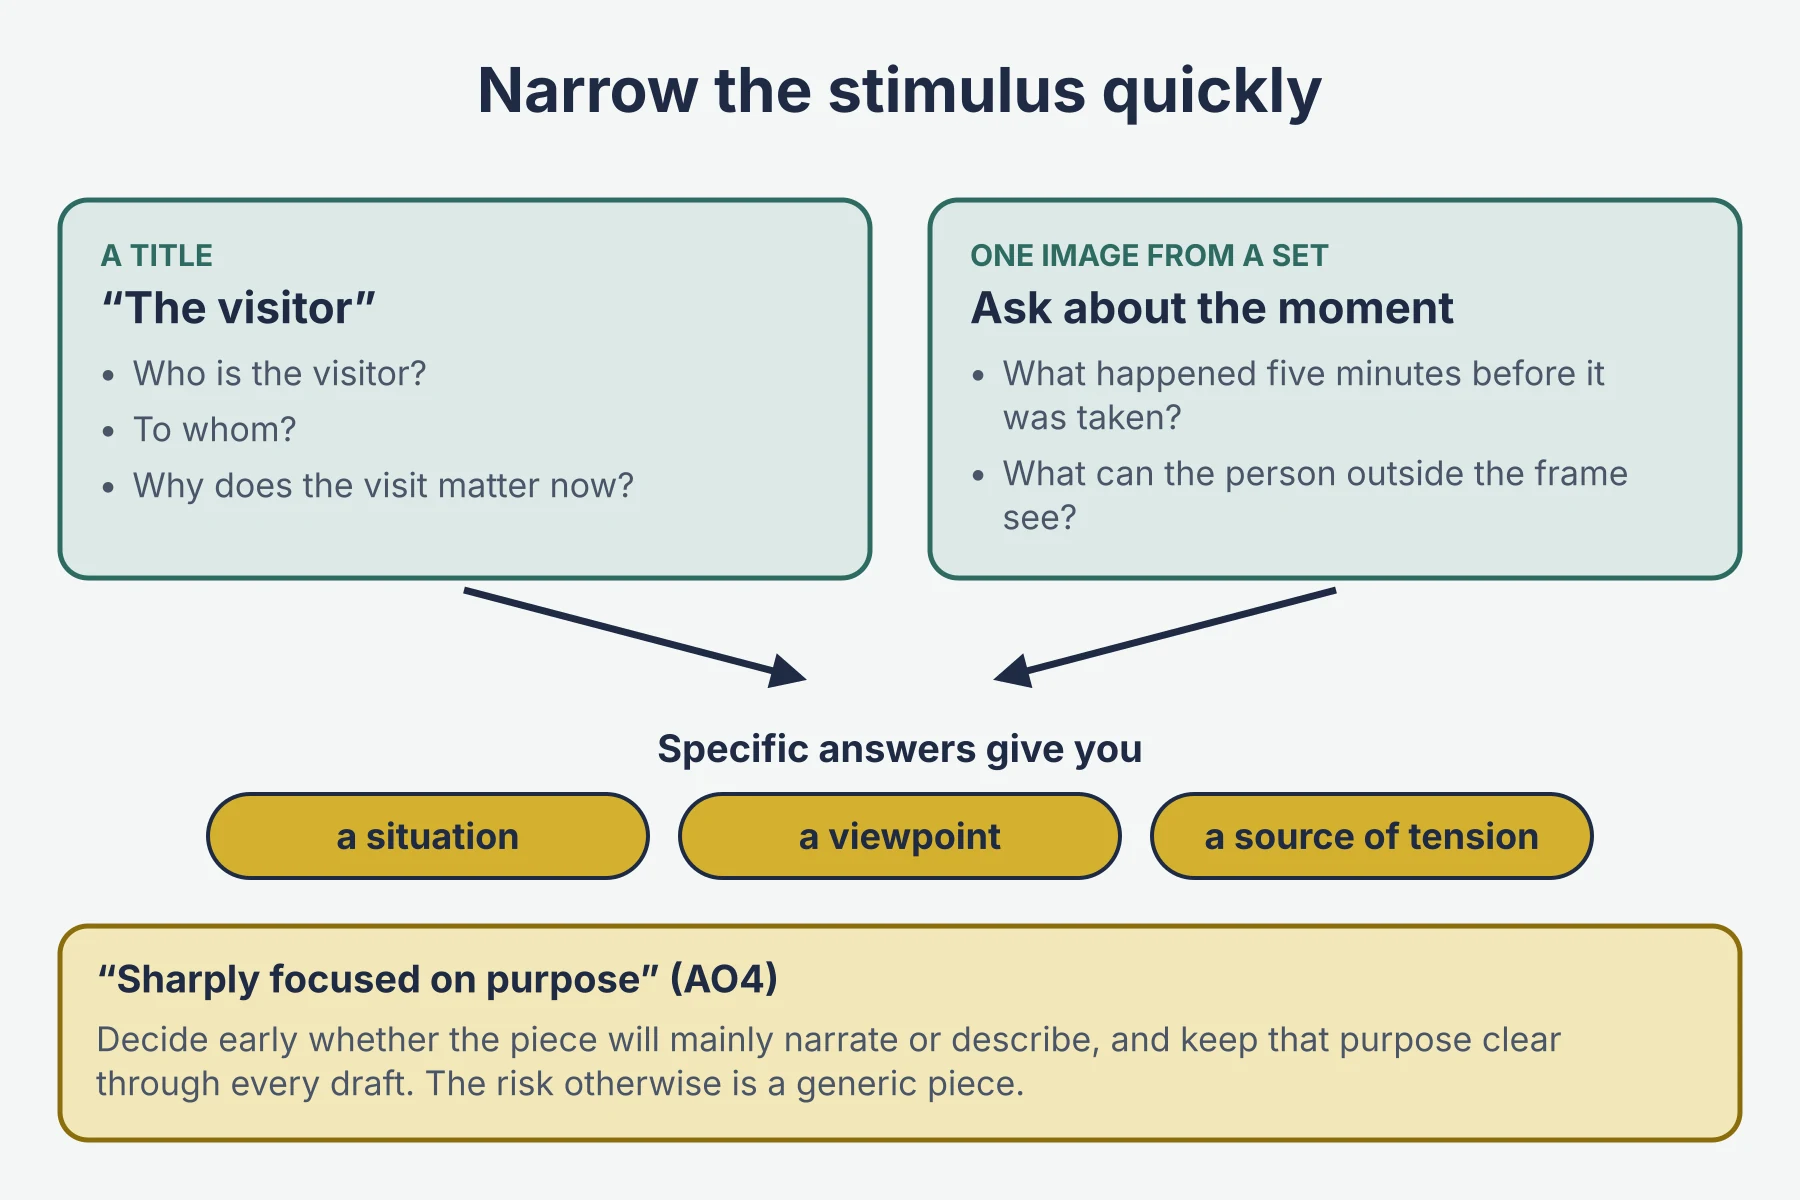 Narrow the stimulus quickly
A TITLE
“The visitor”
• Who is the visitor?
• To whom?
• Why does the visit matter now?
ONE IMAGE FROM A SET
Ask about the moment
• What happened five minutes before it
was taken?
• What can the person outside the frame
see?
Specific answers give you
a situation
a viewpoint
a source of tension
“Sharply focused on purpose” (AO4)
Decide early whether the piece will mainly narrate or describe, and keep that purpose clear
through every draft. The risk otherwise is a generic piece.